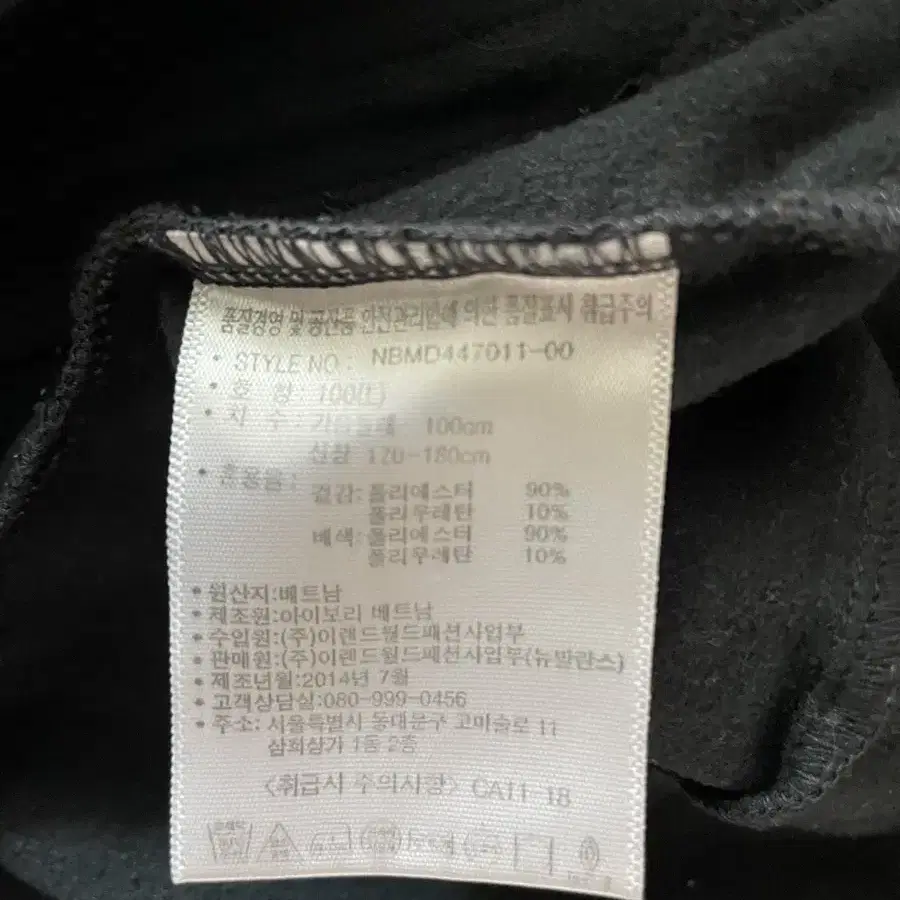 품질경영 및 공산품 안전관리법에 의한 품질표시 취급주의
• STYLE NO : NBMD447011-00
• 호 칭 : 100(L)
• 치 수 : 가슴둘레 100cm
신장 170-180cm
• 혼용율 :
겉감: 폴리에스터 90%
폴리우레탄 10%
배색: 폴리에스터 90%
폴리우레탄 10%
• 원산지:베트남
• 제조원:아이보리 베트남
• 수입원:(주)이랜드월드패션사업부
• 판매원:(주)이랜드월드패션사업부(뉴발란스)
• 제조년월:2014년 7월
• 고객상담실:080-999-0456
• 주소: 서울특별시 동대문구 고미술로 11
삼희상가 1동 2층
<취급시 주의사항> CA11-18